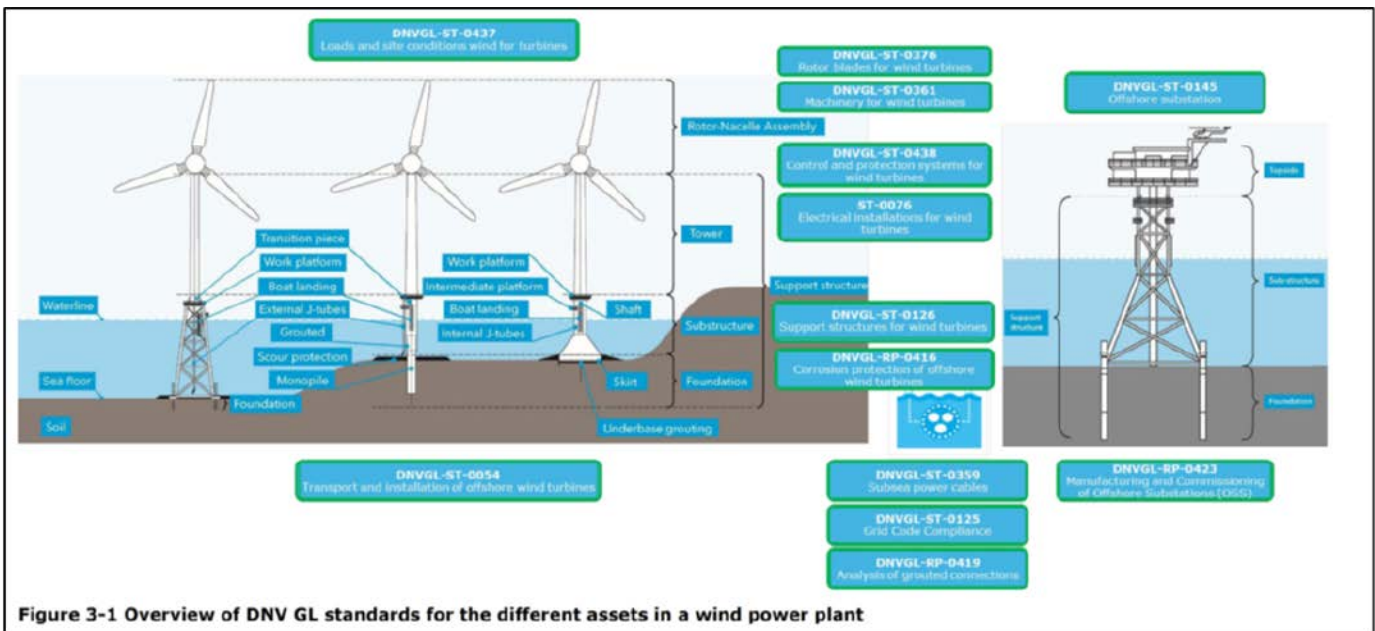 DNVGL-ST-0437
Loads and site conditions wind for turbines
DNVGL-ST-0376
Rotor blades for wind turbines
DNVGL-ST-0361
Machinery for wind turbines
DNVGL-ST-0145
Offshore substation
Rotor-Nacelle Assembly
DNVGL-ST-0438
Control and protection systems for
wind turbines
ST-0076
Electrical installations for wind
turbines
Topside
Tower
Transition piece
Work platform
Boat landing
External J-tubes
Grouted
Scour protection
Monopile
Foundation
Work platform
Intermediate platform
Boat landing
Internal J-tubes
Shaft
Skirt
Underbase grouting
Waterline
Sea floor
Soil
Support structure
Substructure
Foundation
DNVGL-ST-0126
Support structures for wind turbines
DNVGL-RP-0416
Corrosion protection of offshore
wind turbines
Support
structure
Sub-structure
Foundation
DNVGL-ST-0054
Transport and installation of offshore wind turbines
DNVGL-ST-0359
Subsea power cables
DNVGL-ST-0125
Grid Code Compliance
DNVGL-RP-0419
Analysis of grouted connections
DNVGL-RP-0423
Manufacturing and Commissioning
of Offshore Substations (OSS)
Figure 3-1 Overview of DNV GL standards for the different assets in a wind power plant